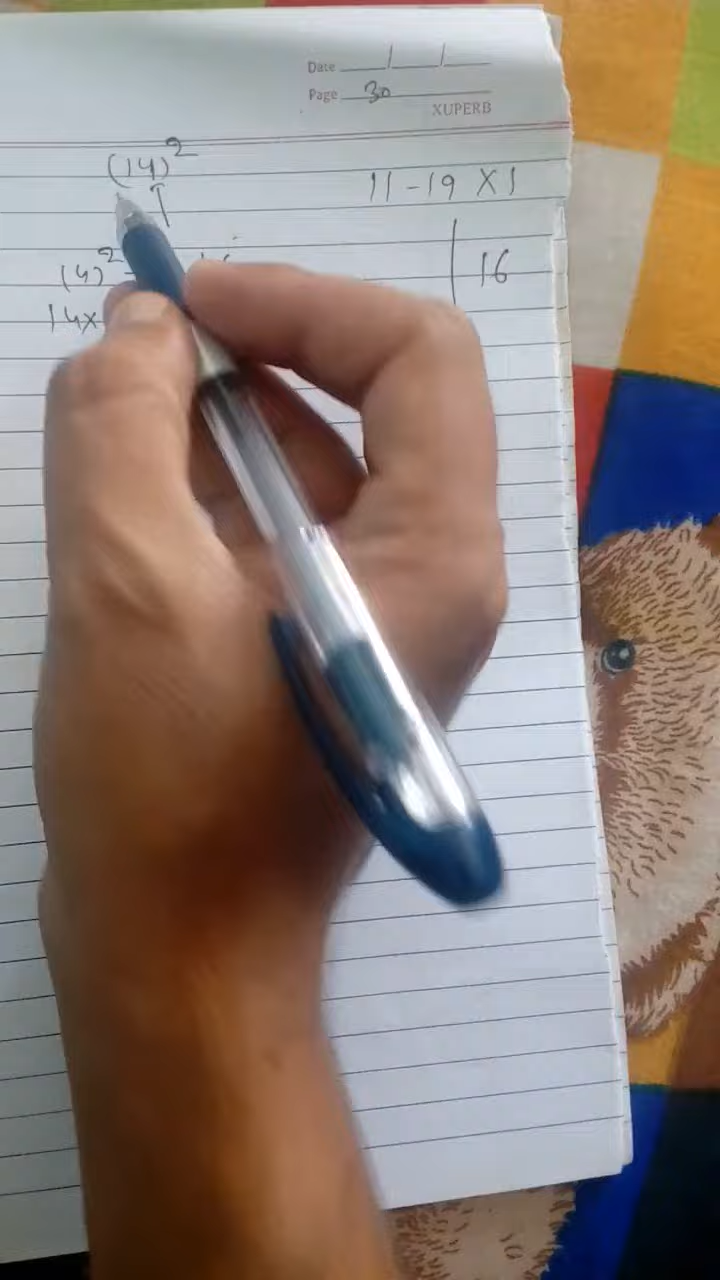 Date
Page 30
XUPERB
(14)²
11-19 X1
(4)²
16
14x